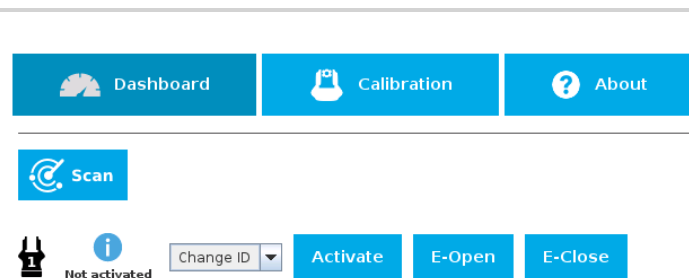 Dashboard
Calibration
? About
Scan
1
i
Not activated
Change ID
Activate
E-Open
E-Close